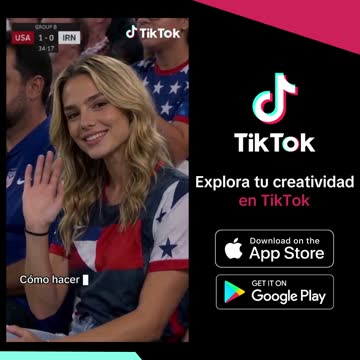 GROUP B
USA 1 - 0 IRN
34:17
TikTok
Cómo hacer
TikTok
Explora tu creatividad
en TikTok
Download on the
App Store
GET IT ON
Google Play